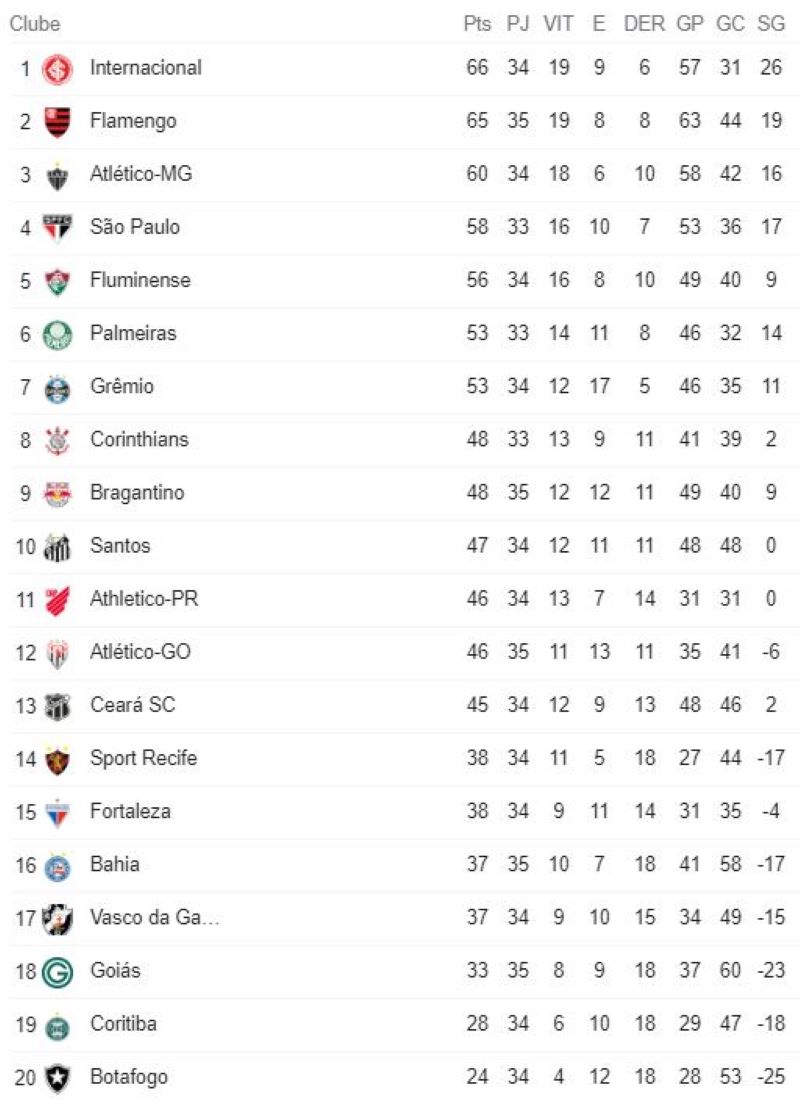 Clube Pts PJ VIT E DER GP GC SG
1 Internacional 66 34 19 9 6 57 31 26
2 Flamengo 65 35 19 8 8 63 44 19
3 Atlético-MG 60 34 18 6 10 58 42 16
4 São Paulo 58 33 16 10 7 53 36 17
5 Fluminense 56 34 16 8 10 49 40 9
6 Palmeiras 53 33 14 11 8 46 32 14
7 Grêmio 53 34 12 17 5 46 35 11
8 Corinthians 48 33 13 9 11 41 39 2
9 Bragantino 48 35 12 12 11 49 40 9
10 Santos 47 34 12 11 11 48 48 0
11 Athletico-PR 46 34 13 7 14 31 31 0
12 Atlético-GO 46 35 11 13 11 35 41 -6
13 Ceará SC 45 34 12 9 13 48 46 2
14 Sport Recife 38 34 11 5 18 27 44 -17
15 Fortaleza 38 34 9 11 14 31 35 -4
16 Bahia 37 35 10 7 18 41 58 -17
17 Vasco da Ga... 37 34 9 10 15 34 49 -15
18 Goiás 33 35 8 9 18 37 60 -23
19 Coritiba 28 34 6 10 18 29 47 -18
20 Botafogo 24 34 4 12 18 28 53 -25